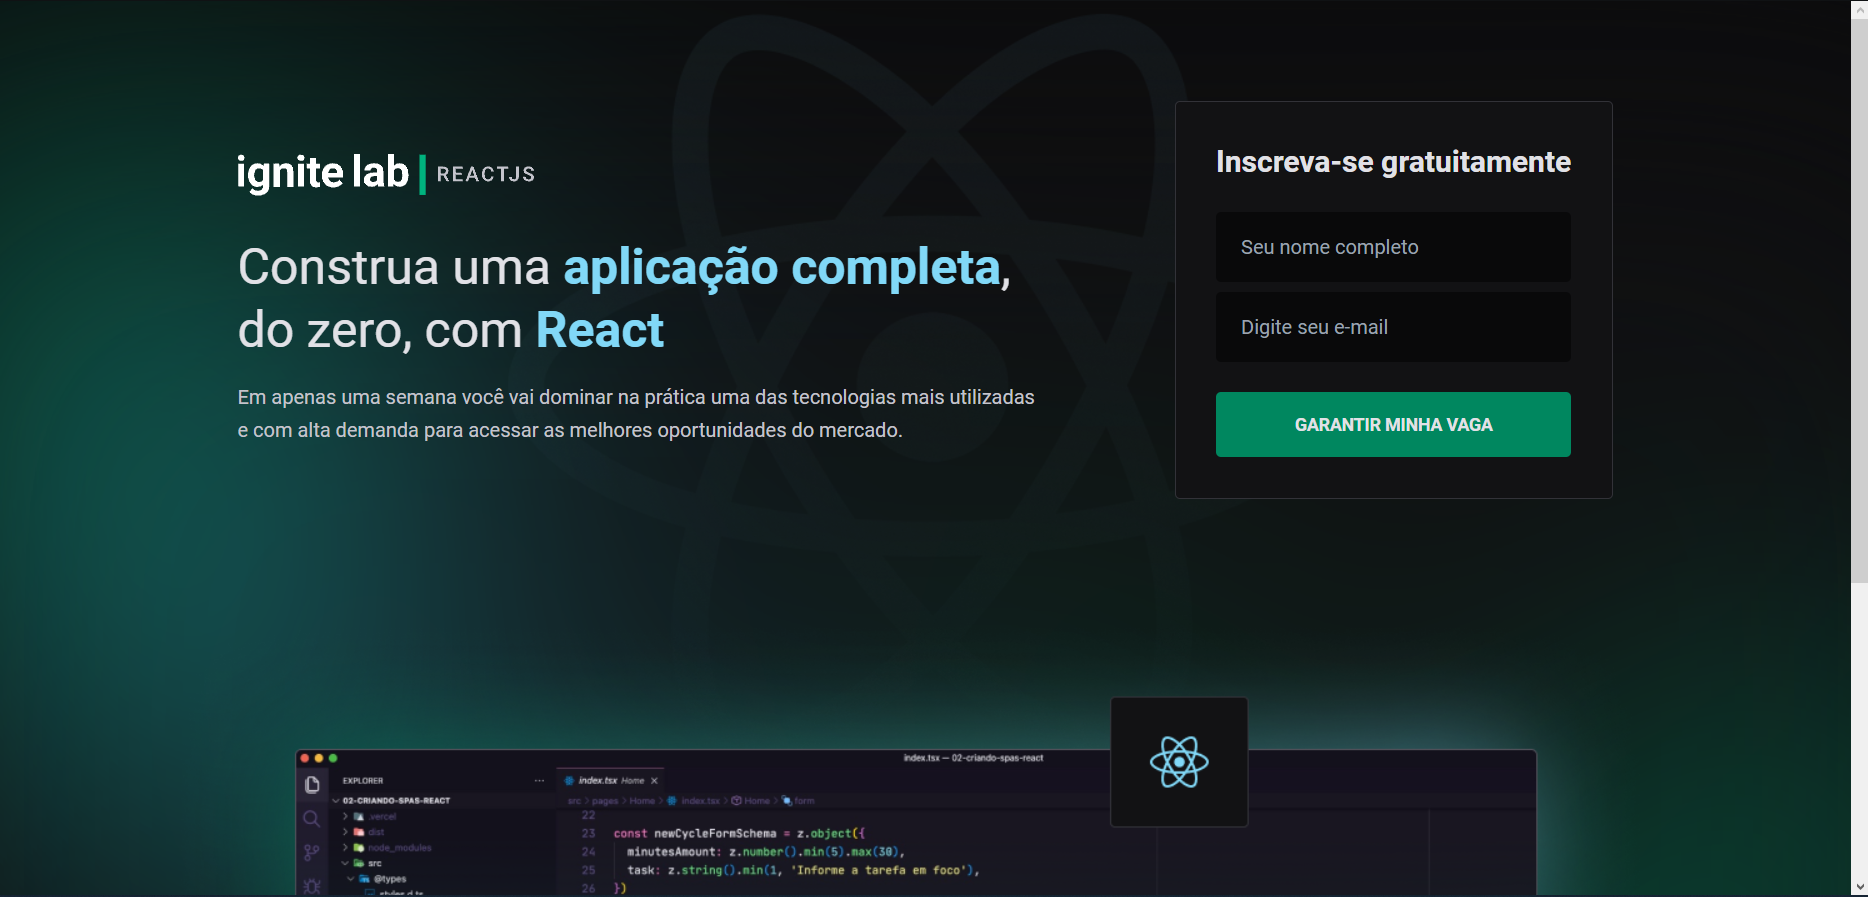 ignite lab | REACTJS
Construa uma aplicação completa,
do zero, com React
Em apenas uma semana você vai dominar na prática uma das tecnologias mais utilizadas
e com alta demanda para acessar as melhores oportunidades do mercado.
Inscreva-se gratuitamente
Seu nome completo
Digite seu e-mail
GARANTIR MINHA VAGA
index.tsx — 02-criando-spas-react
EXPLORER
02-CRIANDO-SPAS-REACT
.vercel
dist
node_modules
src
@types
styles.d.ts
index.tsx Home
src > pages > Home > index.tsx > Home > form
22
23 const newCycleFormSchema = z.object({
24 minutesAmount: z.number().min(5).max(30),
25 task: z.string().min(1, 'Informe a tarefa em foco'),
26 })